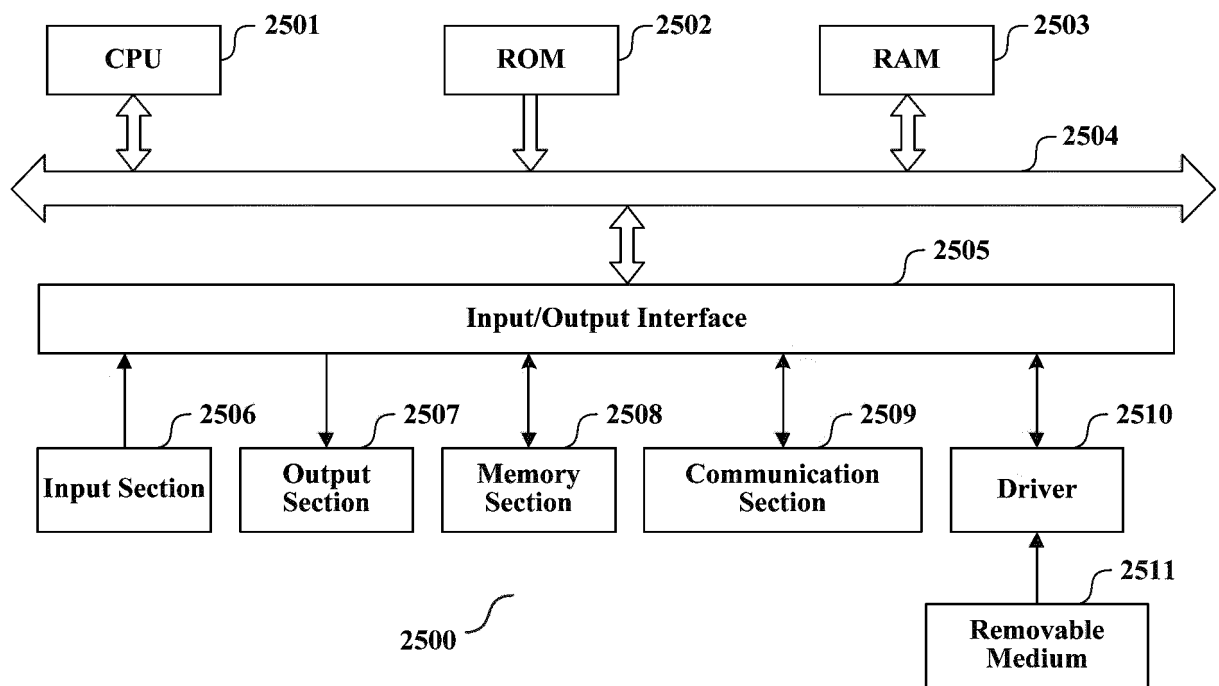 2501
2502
2503
CPU
ROM
RAM
2504
2505
Input/Output Interface
2506
2507
2508
2509
2510
Input Section
Output
Section
Memory
Section
Communication
Section
Driver
2511
2500
Removable
Medium